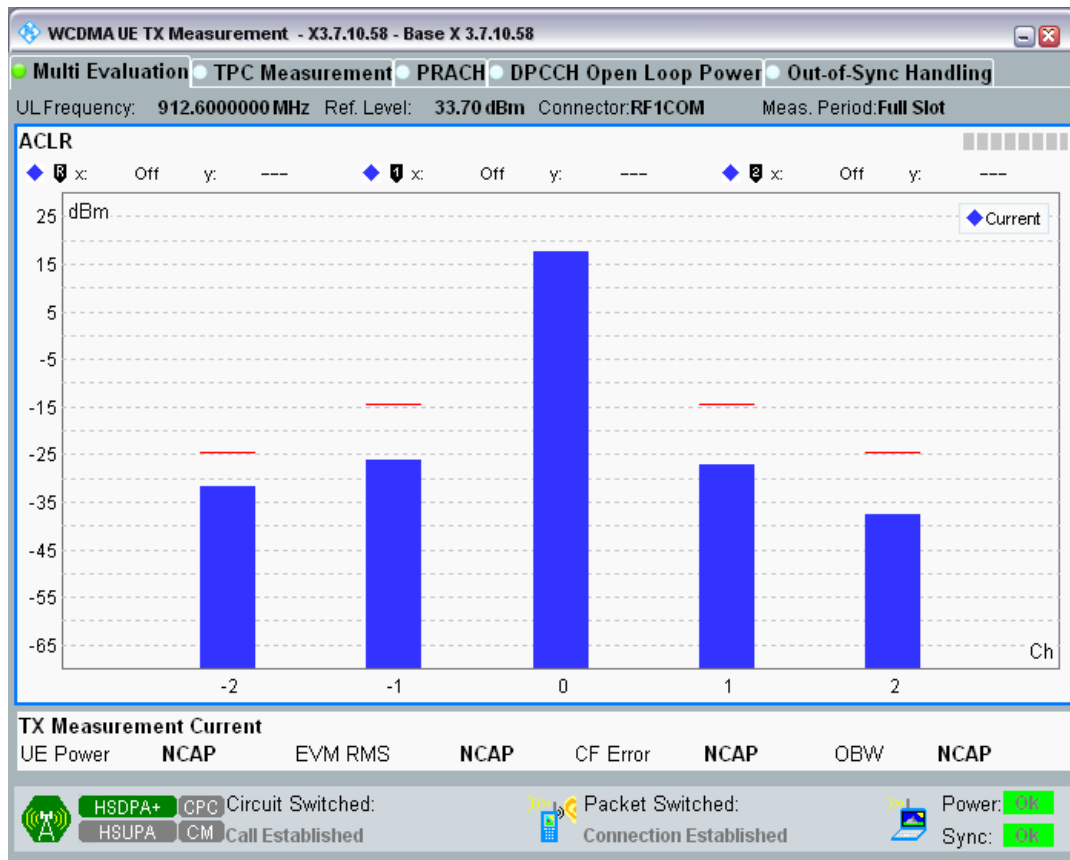 WCDMA UE TX Measurement - X3.7.10.58 - Base X 3.7.10.58
Multi Evaluation TPC Measurement PRACH DPCCH Open Loop Power Out-of-Sync Handling
UL Frequency: 912.6000000 MHz Ref. Level: 33.70 dBm Connector:RF1COM Meas. Period:Full Slot
ACLR
R x: Off y: --- 1 x: Off y: --- 2 x: Off y: ---
dBm
Current
25
15
5
-5
-15
-25
-35
-45
-55
-65
Ch
-2 -1 0 1 2
TX Measurement Current
UE Power NCAP EVM RMS NCAP CF Error NCAP OBW NCAP
HSDPA+ CPC Circuit Switched: Packet Switched: Power: OK
HSUPA CM Call Established Connection Established Sync: OK